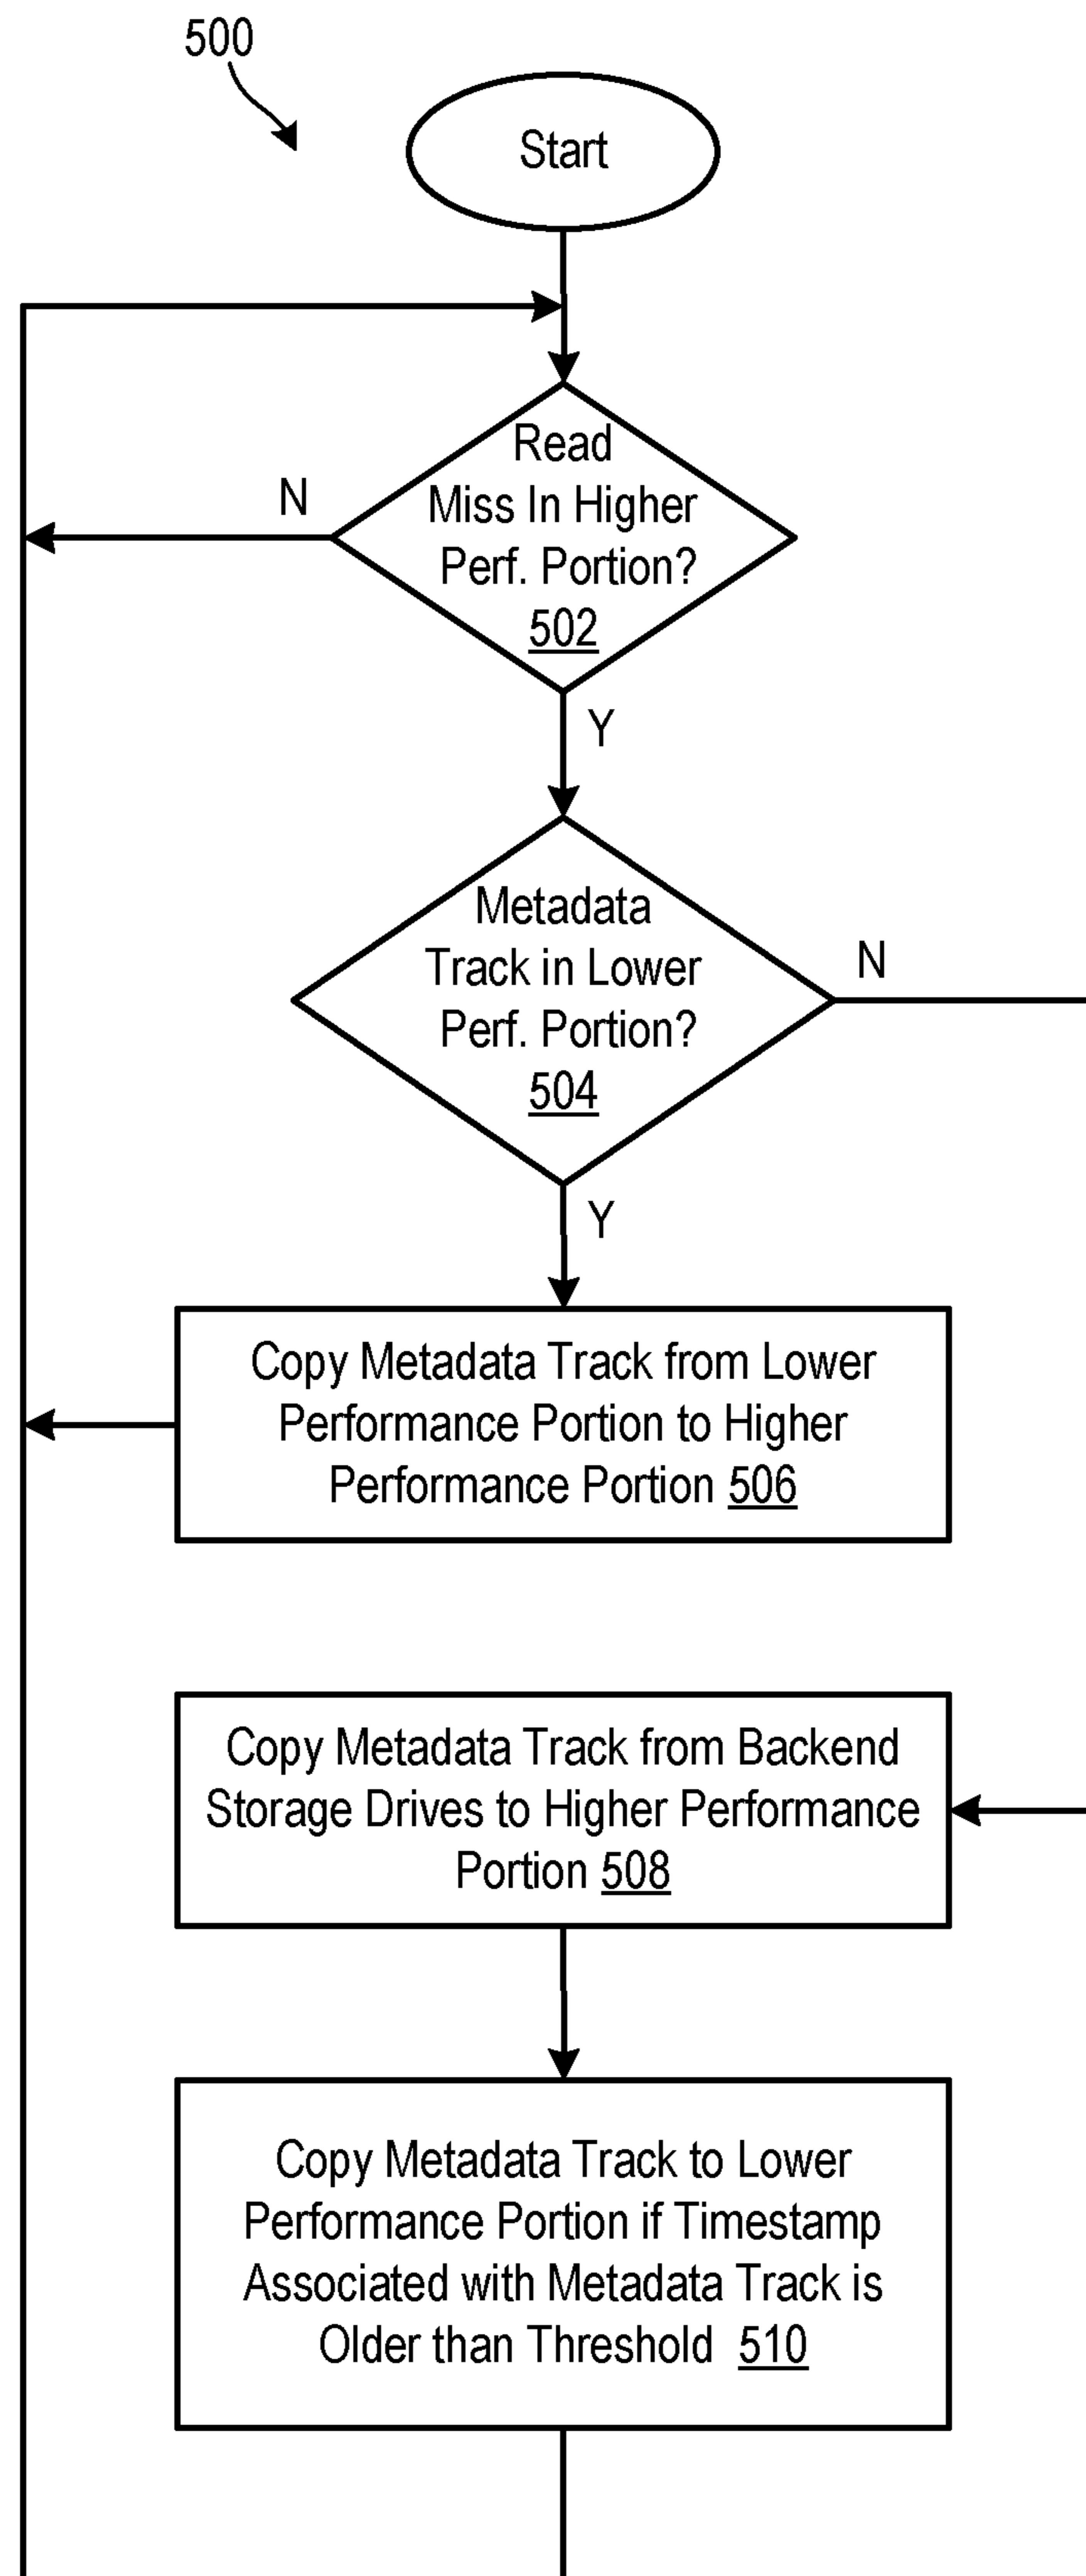 500
Start
Read
Miss In Higher
Perf. Portion?
502
N
Y
Metadata
Track in Lower
Perf. Portion?
504
N
Y
Copy Metadata Track from Lower
Performance Portion to Higher
Performance Portion 506
Copy Metadata Track from Backend
Storage Drives to Higher Performance
Portion 508
Copy Metadata Track to Lower
Performance Portion if Timestamp
Associated with Metadata Track is
Older than Threshold 510